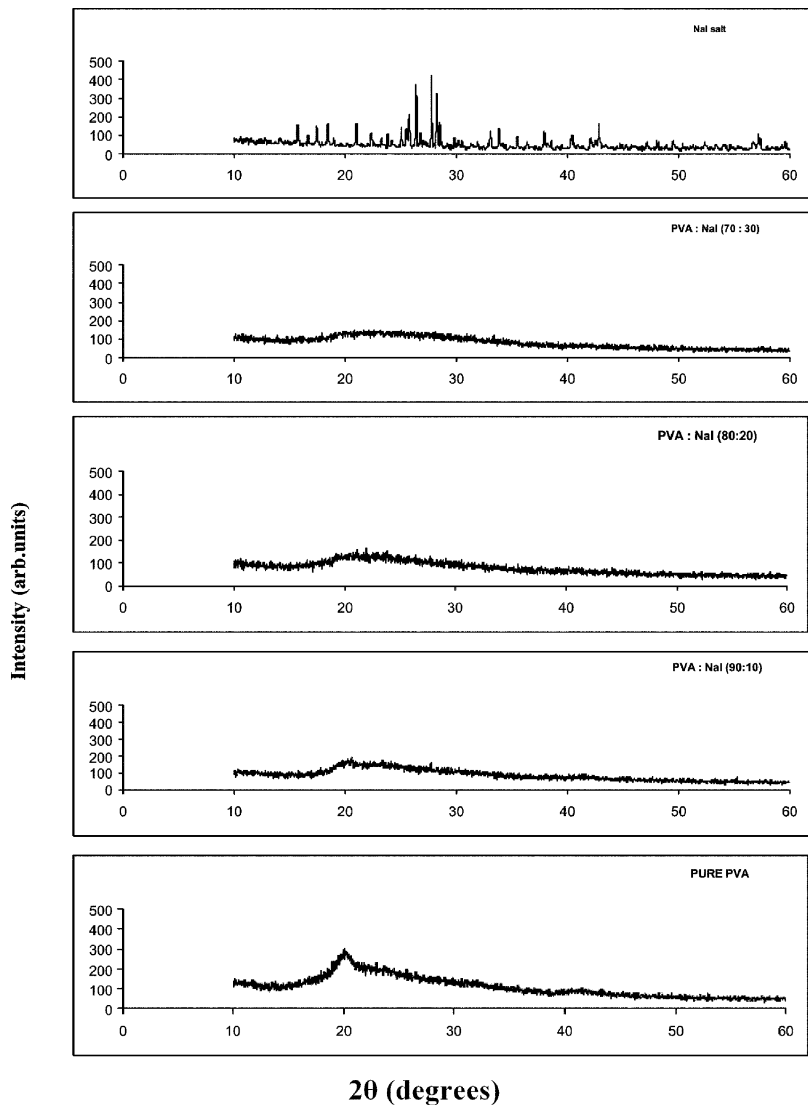 NaI salt
500
400
300
200
100
0
0 10 20 30 40 50 60
PVA : NaI (70 : 30)
500
400
300
200
100
0
0 10 20 30 40 50 60
PVA : NaI (80:20)
500
400
300
200
100
0
0 10 20 30 40 50 60
Intensity (arb.units)
PVA : NaI (90:10)
500
400
300
200
100
0
0 10 20 30 40 50 60
PURE PVA
500
400
300
200
100
0
0 10 20 30 40 50 60
2θ (degrees)